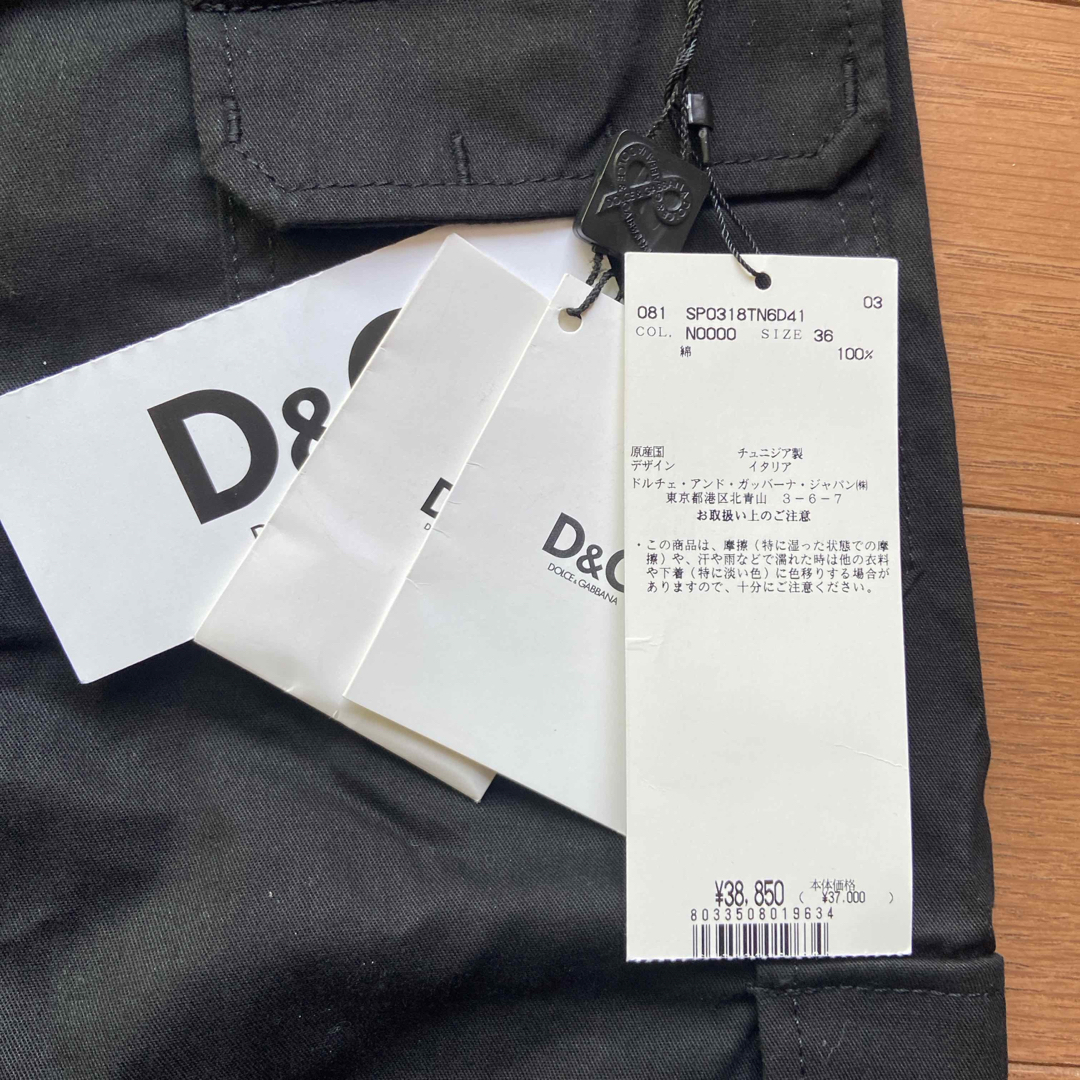 D&
D&G
DOLCE&GABBANA
081 SP0318TN6D41 03
COL. N0000 SIZE 36
綿 100%
原産国 チュニジア製
デザイン イタリア
ドルチェ・アンド・ガッバーナ・ジャパン㈱
東京都港区北青山 3-6-7
お取扱い上のご注意
・この商品は、摩擦(特に湿った状態での摩
擦)や、汗や雨などで濡れた時は他の衣料
や下着(特に淡い色)に色移りする場合が
ありますので、十分にご注意ください。
¥38,850 (本体価格 ¥37.000)
8033508019634